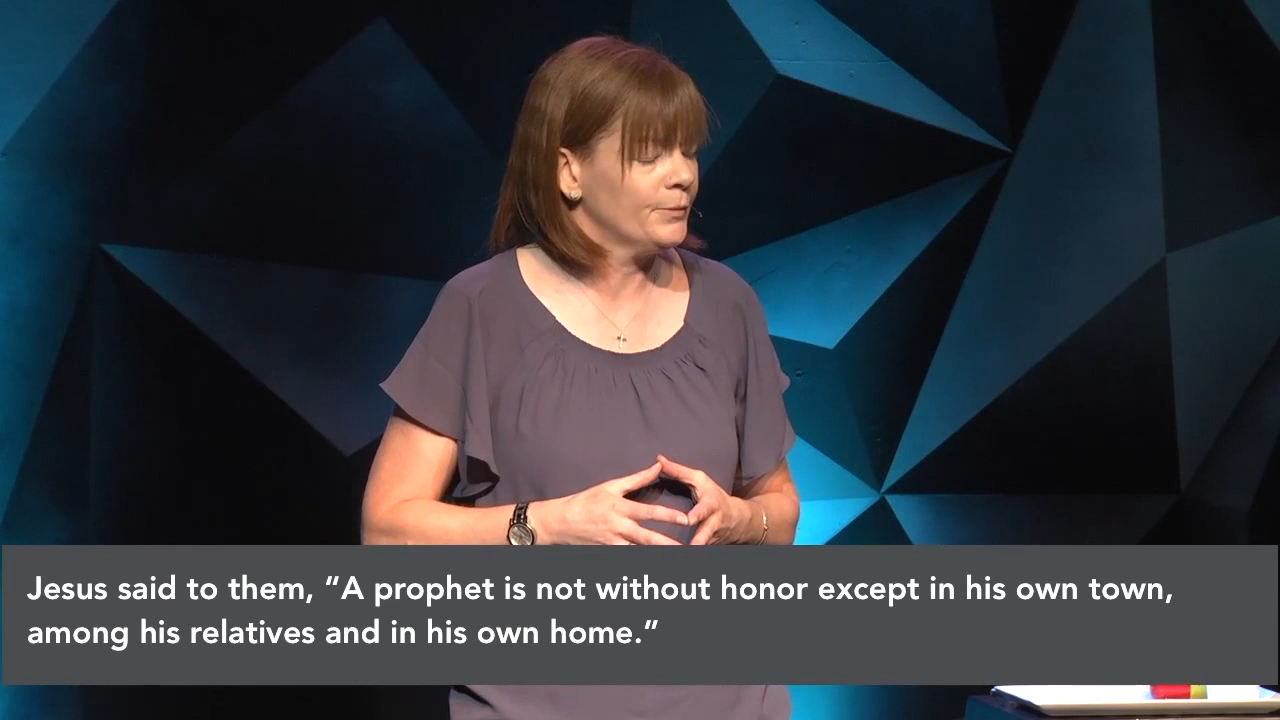 Jesus said to them, “A prophet is not without honor except in his own town,
among his relatives and in his own home.”